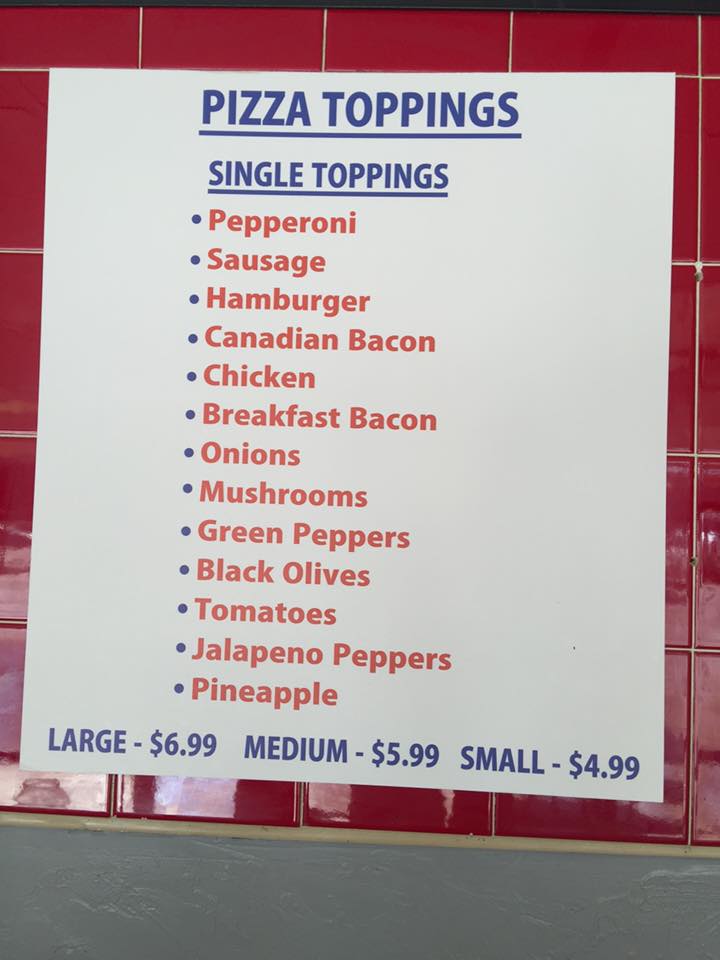 PIZZA TOPPINGS
SINGLE TOPPINGS
• Pepperoni
• Sausage
• Hamburger
• Canadian Bacon
• Chicken
• Breakfast Bacon
• Onions
• Mushrooms
• Green Peppers
• Black Olives
• Tomatoes
• Jalapeno Peppers
• Pineapple
LARGE - $6.99 MEDIUM - $5.99 SMALL - $4.99